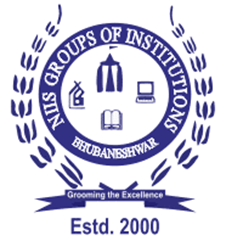 NIIS GROUPS OF INSTITUTIONS
BHUBANESHWAR
Grooming the Excellence
Estd. 2000